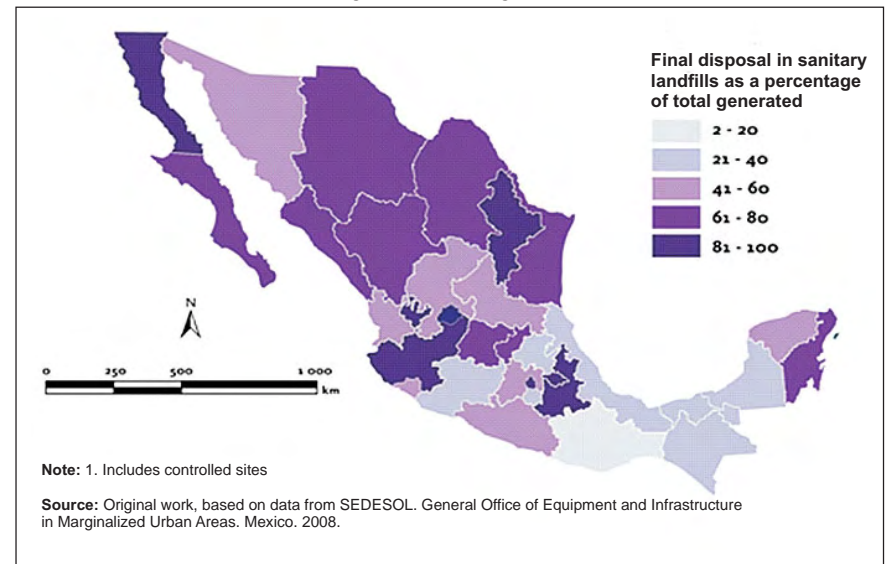 Final disposal in sanitary
landfills as a percentage
of total generated
2 - 20
21 - 40
41 - 60
61 - 80
81 - 100
N
0 250 500 1 000
km
Note: 1. Includes controlled sites
Source: Original work, based on data from SEDESOL. General Office of Equipment and Infrastructure
in Marginalized Urban Areas. Mexico. 2008.